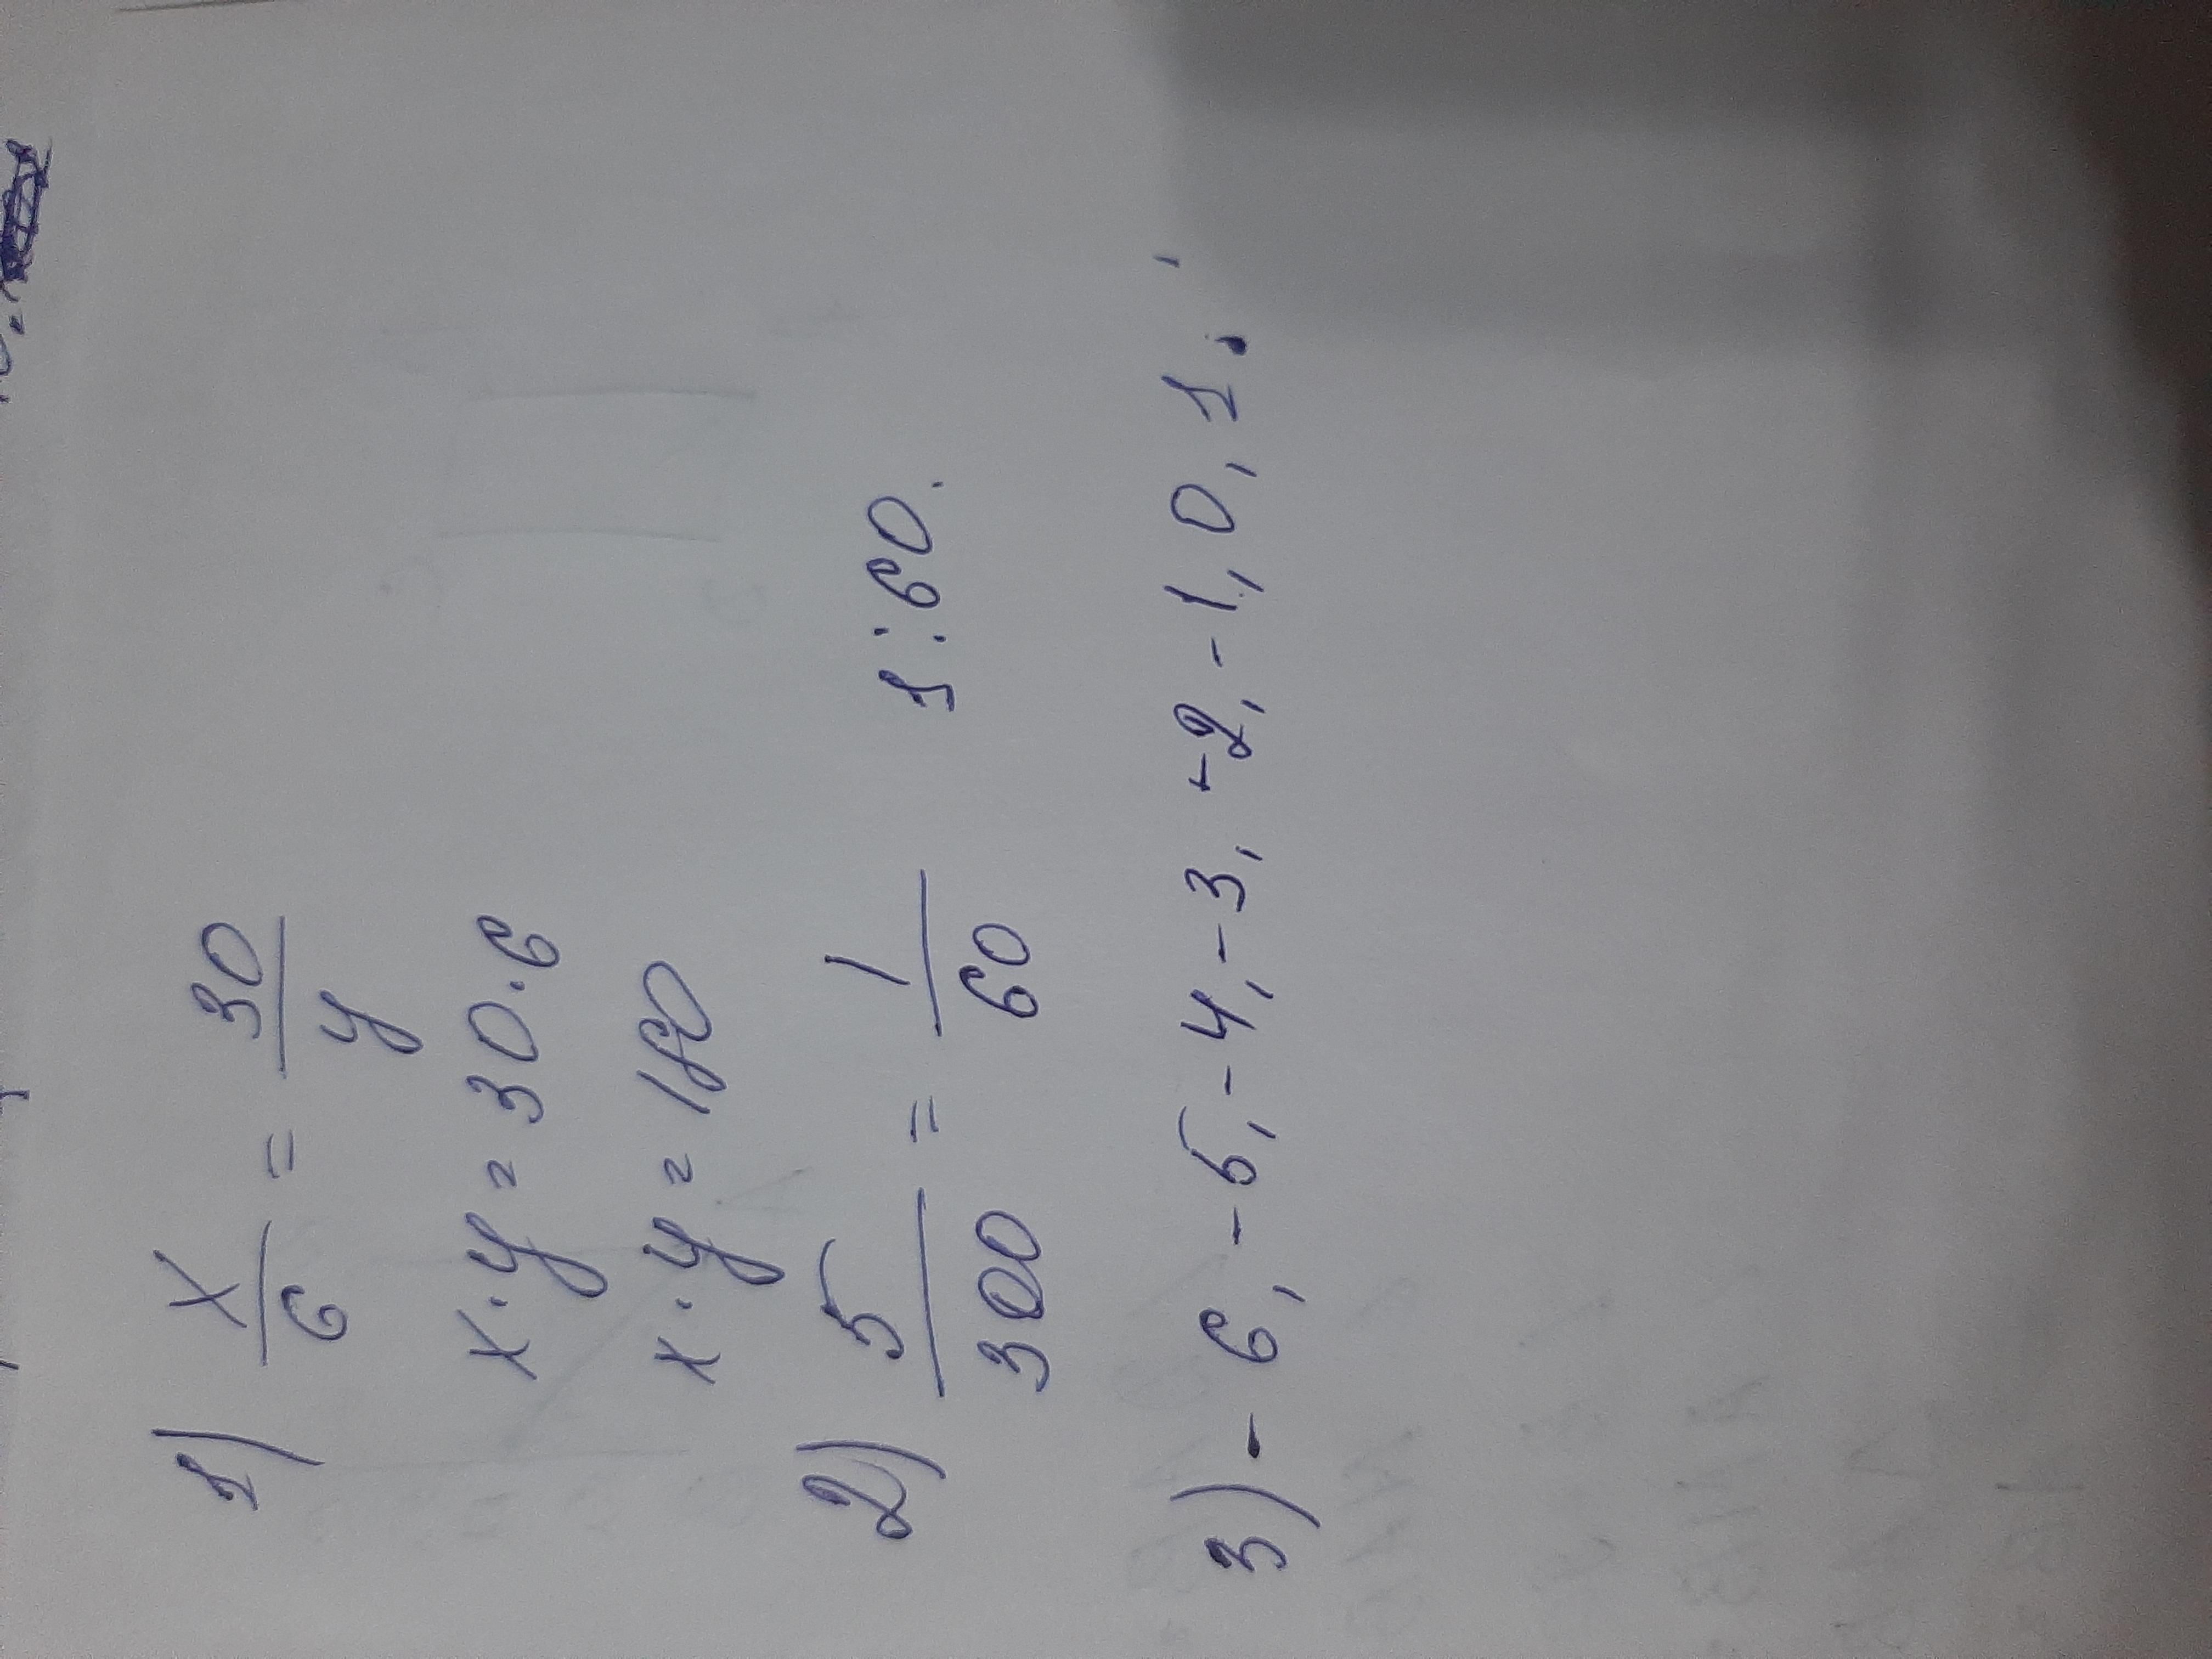 1) x/6 = 30/y
x·y = 30·6
x·y = 180
2) 5/300 = 1/60 1:60.
3) -6, -5, -4, -3, -2, -1, 0, 1.